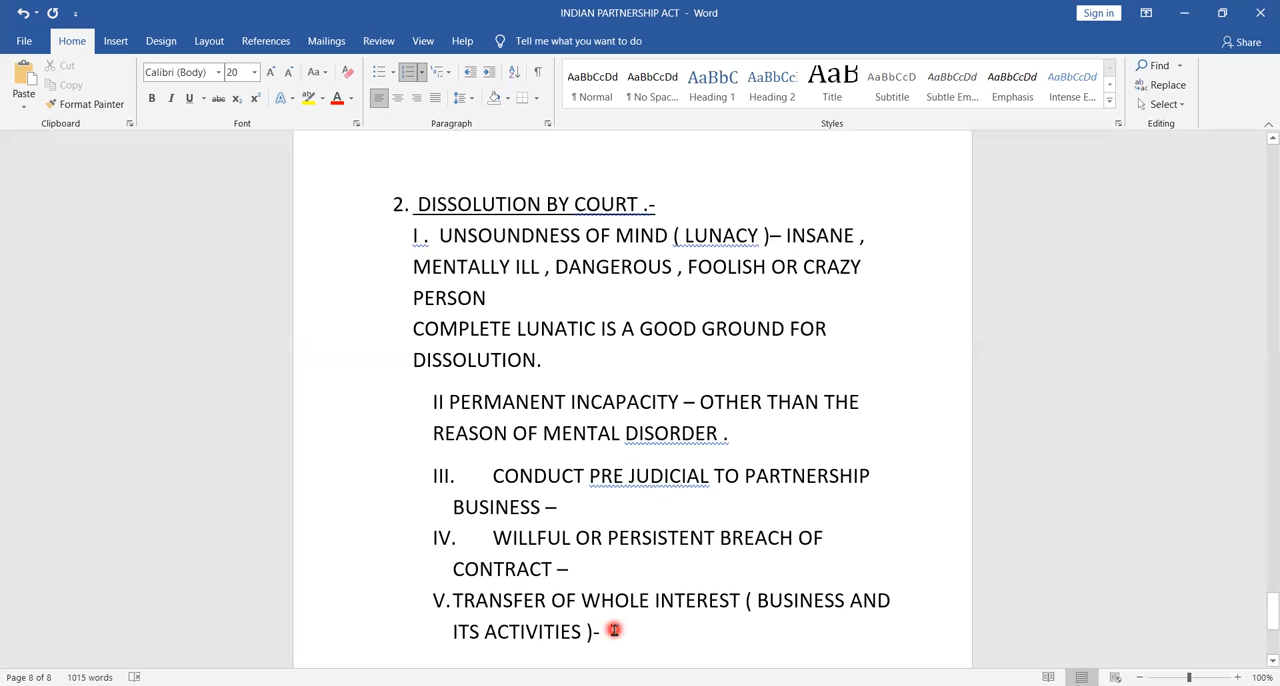 INDIAN PARTNERSHIP ACT - Word
Sign in
File Home Insert Design Layout References Mailings Review View Help Tell me what you want to do Share
Paste
Cut
Copy
Format Painter
Clipboard
Calibri (Body) 20
Font
Paragraph
AaBbCcDd AaBbCcDd AaBbC AaBbCc AaB AaBbCcD AaBbCcDd AaBbCcDd AaBbCcDd
¶ Normal ¶ No Spac... Heading 1 Heading 2 Title Subtitle Subtle Em... Emphasis Intense E...
Styles
Find
Replace
Select
Editing
2. DISSOLUTION BY COURT .-
I . UNSOUNDNESS OF MIND ( LUNACY )– INSANE ,
MENTALLY ILL , DANGEROUS , FOOLISH OR CRAZY
PERSON
COMPLETE LUNATIC IS A GOOD GROUND FOR
DISSOLUTION.
II PERMANENT INCAPACITY – OTHER THAN THE
REASON OF MENTAL DISORDER .
III. CONDUCT PRE JUDICIAL TO PARTNERSHIP
BUSINESS –
IV. WILLFUL OR PERSISTENT BREACH OF
CONTRACT –
V. TRANSFER OF WHOLE INTEREST ( BUSINESS AND
ITS ACTIVITIES )-
Page 8 of 8 1015 words 100%